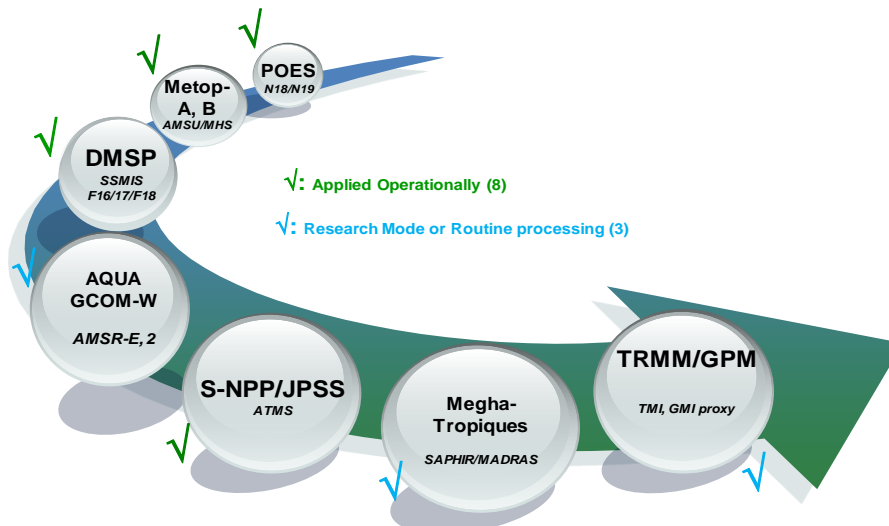 POES
N18/N19
Metop-
A, B
AMSU/MHS
DMSP
SSMIS
F16/17/F18
√: Applied Operationally (8)
√: Research Mode or Routine processing (3)
AQUA
GCOM-W
AMSR-E, 2
S-NPP/JPSS
ATMS
Megha-
Tropiques
SAPHIR/MADRAS
TRMM/GPM
TMI, GMI proxy